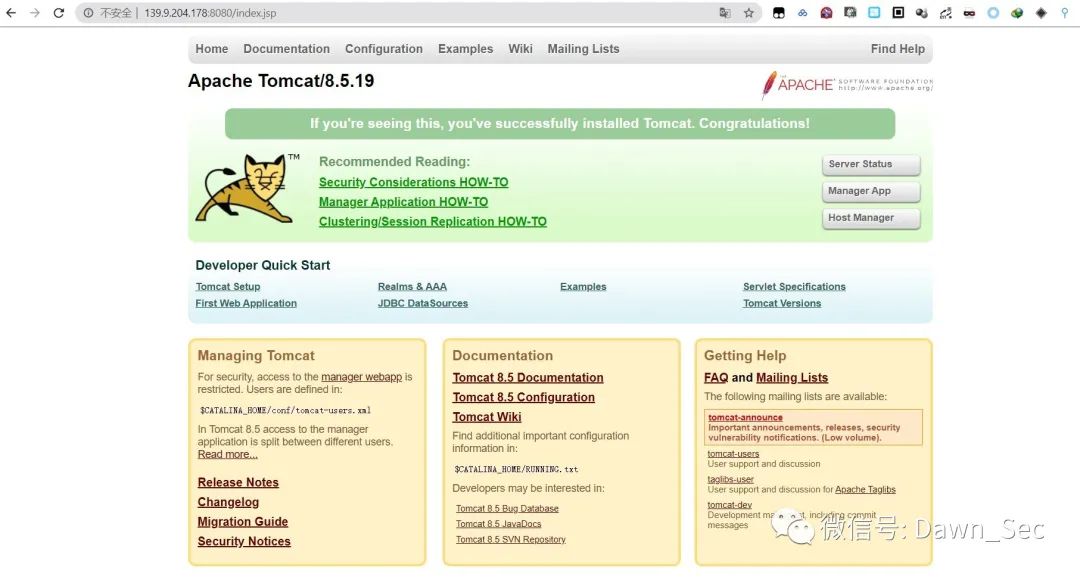 不安全 | 139.9.204.178:8080/index.jsp
Home Documentation Configuration Examples Wiki Mailing Lists Find Help
Apache Tomcat/8.5.19
THE APACHE SOFTWARE FOUNDATION
http://www.apache.org/
If you're seeing this, you've successfully installed Tomcat. Congratulations!
TM
Recommended Reading:
Security Considerations HOW-TO
Manager Application HOW-TO
Clustering/Session Replication HOW-TO
Server Status
Manager App
Host Manager
Developer Quick Start
Tomcat Setup
First Web Application
Realms & AAA
JDBC DataSources
Examples
Servlet Specifications
Tomcat Versions
Managing Tomcat
For security, access to the manager webapp is
restricted. Users are defined in:
$CATALINA_HOME/conf/tomcat-users.xml
In Tomcat 8.5 access to the manager
application is split between different users.
Read more...
Release Notes
Changelog
Migration Guide
Security Notices
Documentation
Tomcat 8.5 Documentation
Tomcat 8.5 Configuration
Tomcat Wiki
Find additional important configuration
information in:
$CATALINA_HOME/RUNNING.txt
Developers may be interested in:
Tomcat 8.5 Bug Database
Tomcat 8.5 JavaDocs
Tomcat 8.5 SVN Repository
Getting Help
FAQ and Mailing Lists
The following mailing lists are available:
tomcat-announce
Important announcements, releases, security
vulnerability notifications. (Low volume).
tomcat-users
User support and discussion
taglibs-user
User support and discussion for Apache Taglibs
tomcat-dev
Development mailing list, including commit
messages
微信号: Dawn_Sec